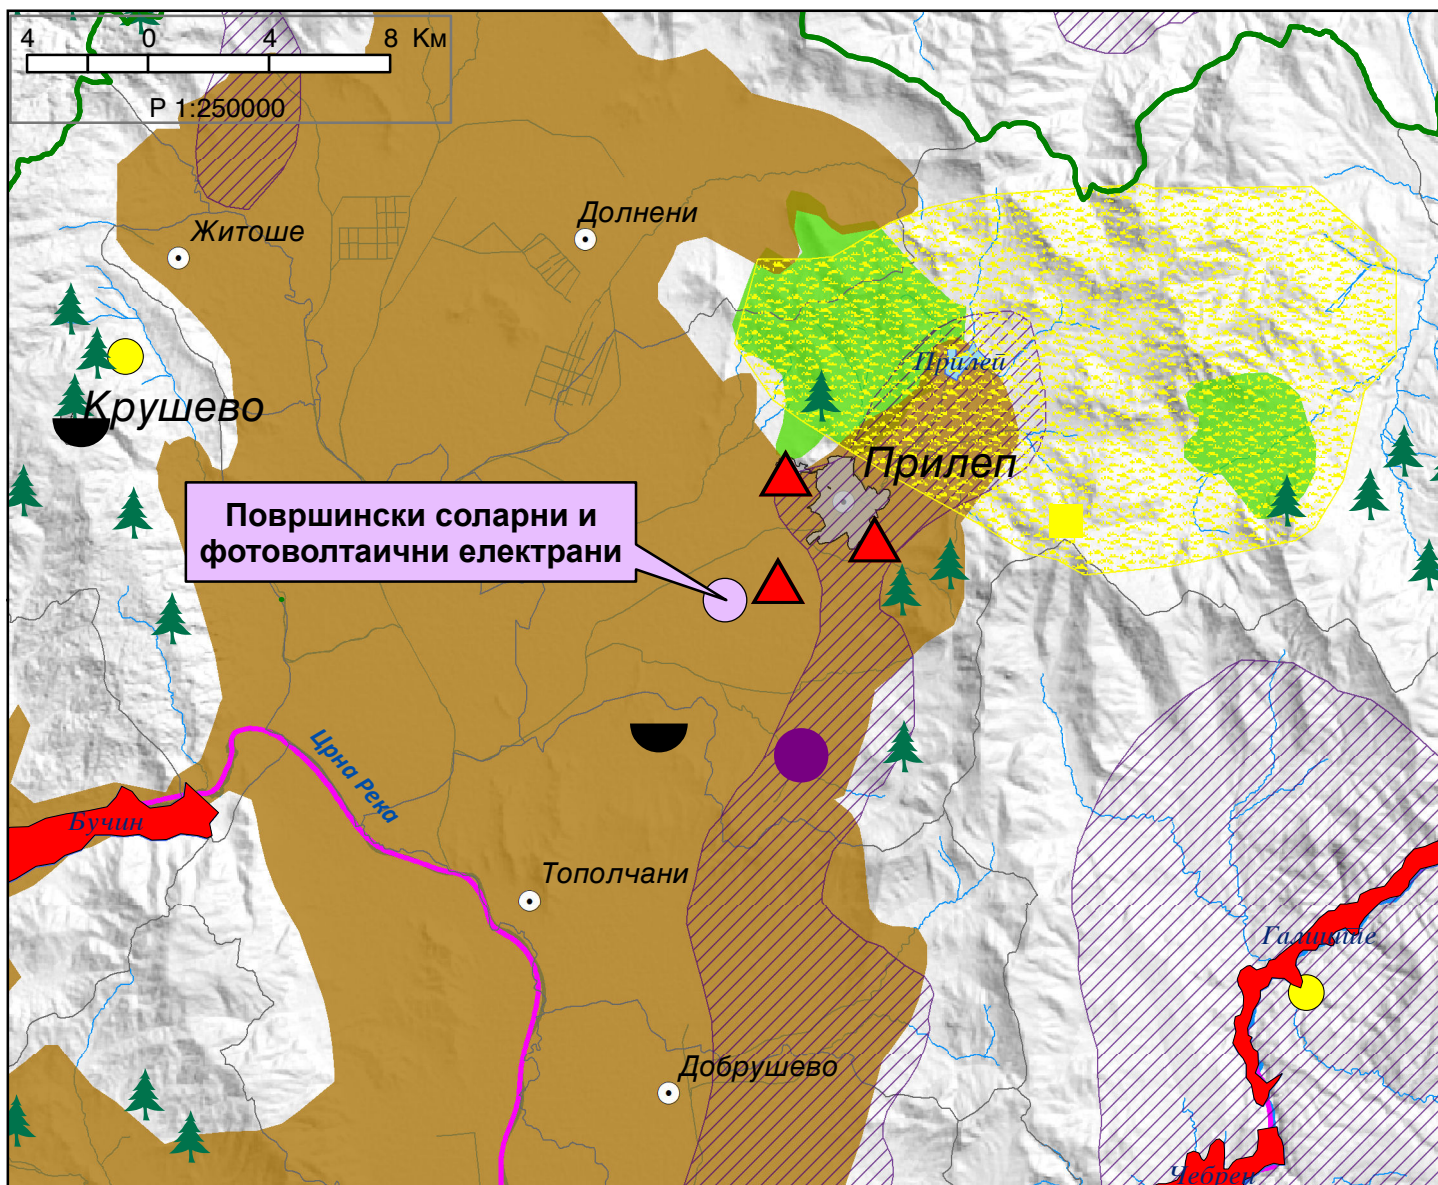 4 0 4 8 Км
Р 1:250000
Долнени
Житоше
Прилеп
Крушево
Прилеп
Површински соларни и
фотоволтаични електрани
Црна Река
Бучин
Тополчани
Галиште
Добрушево
Чебрен